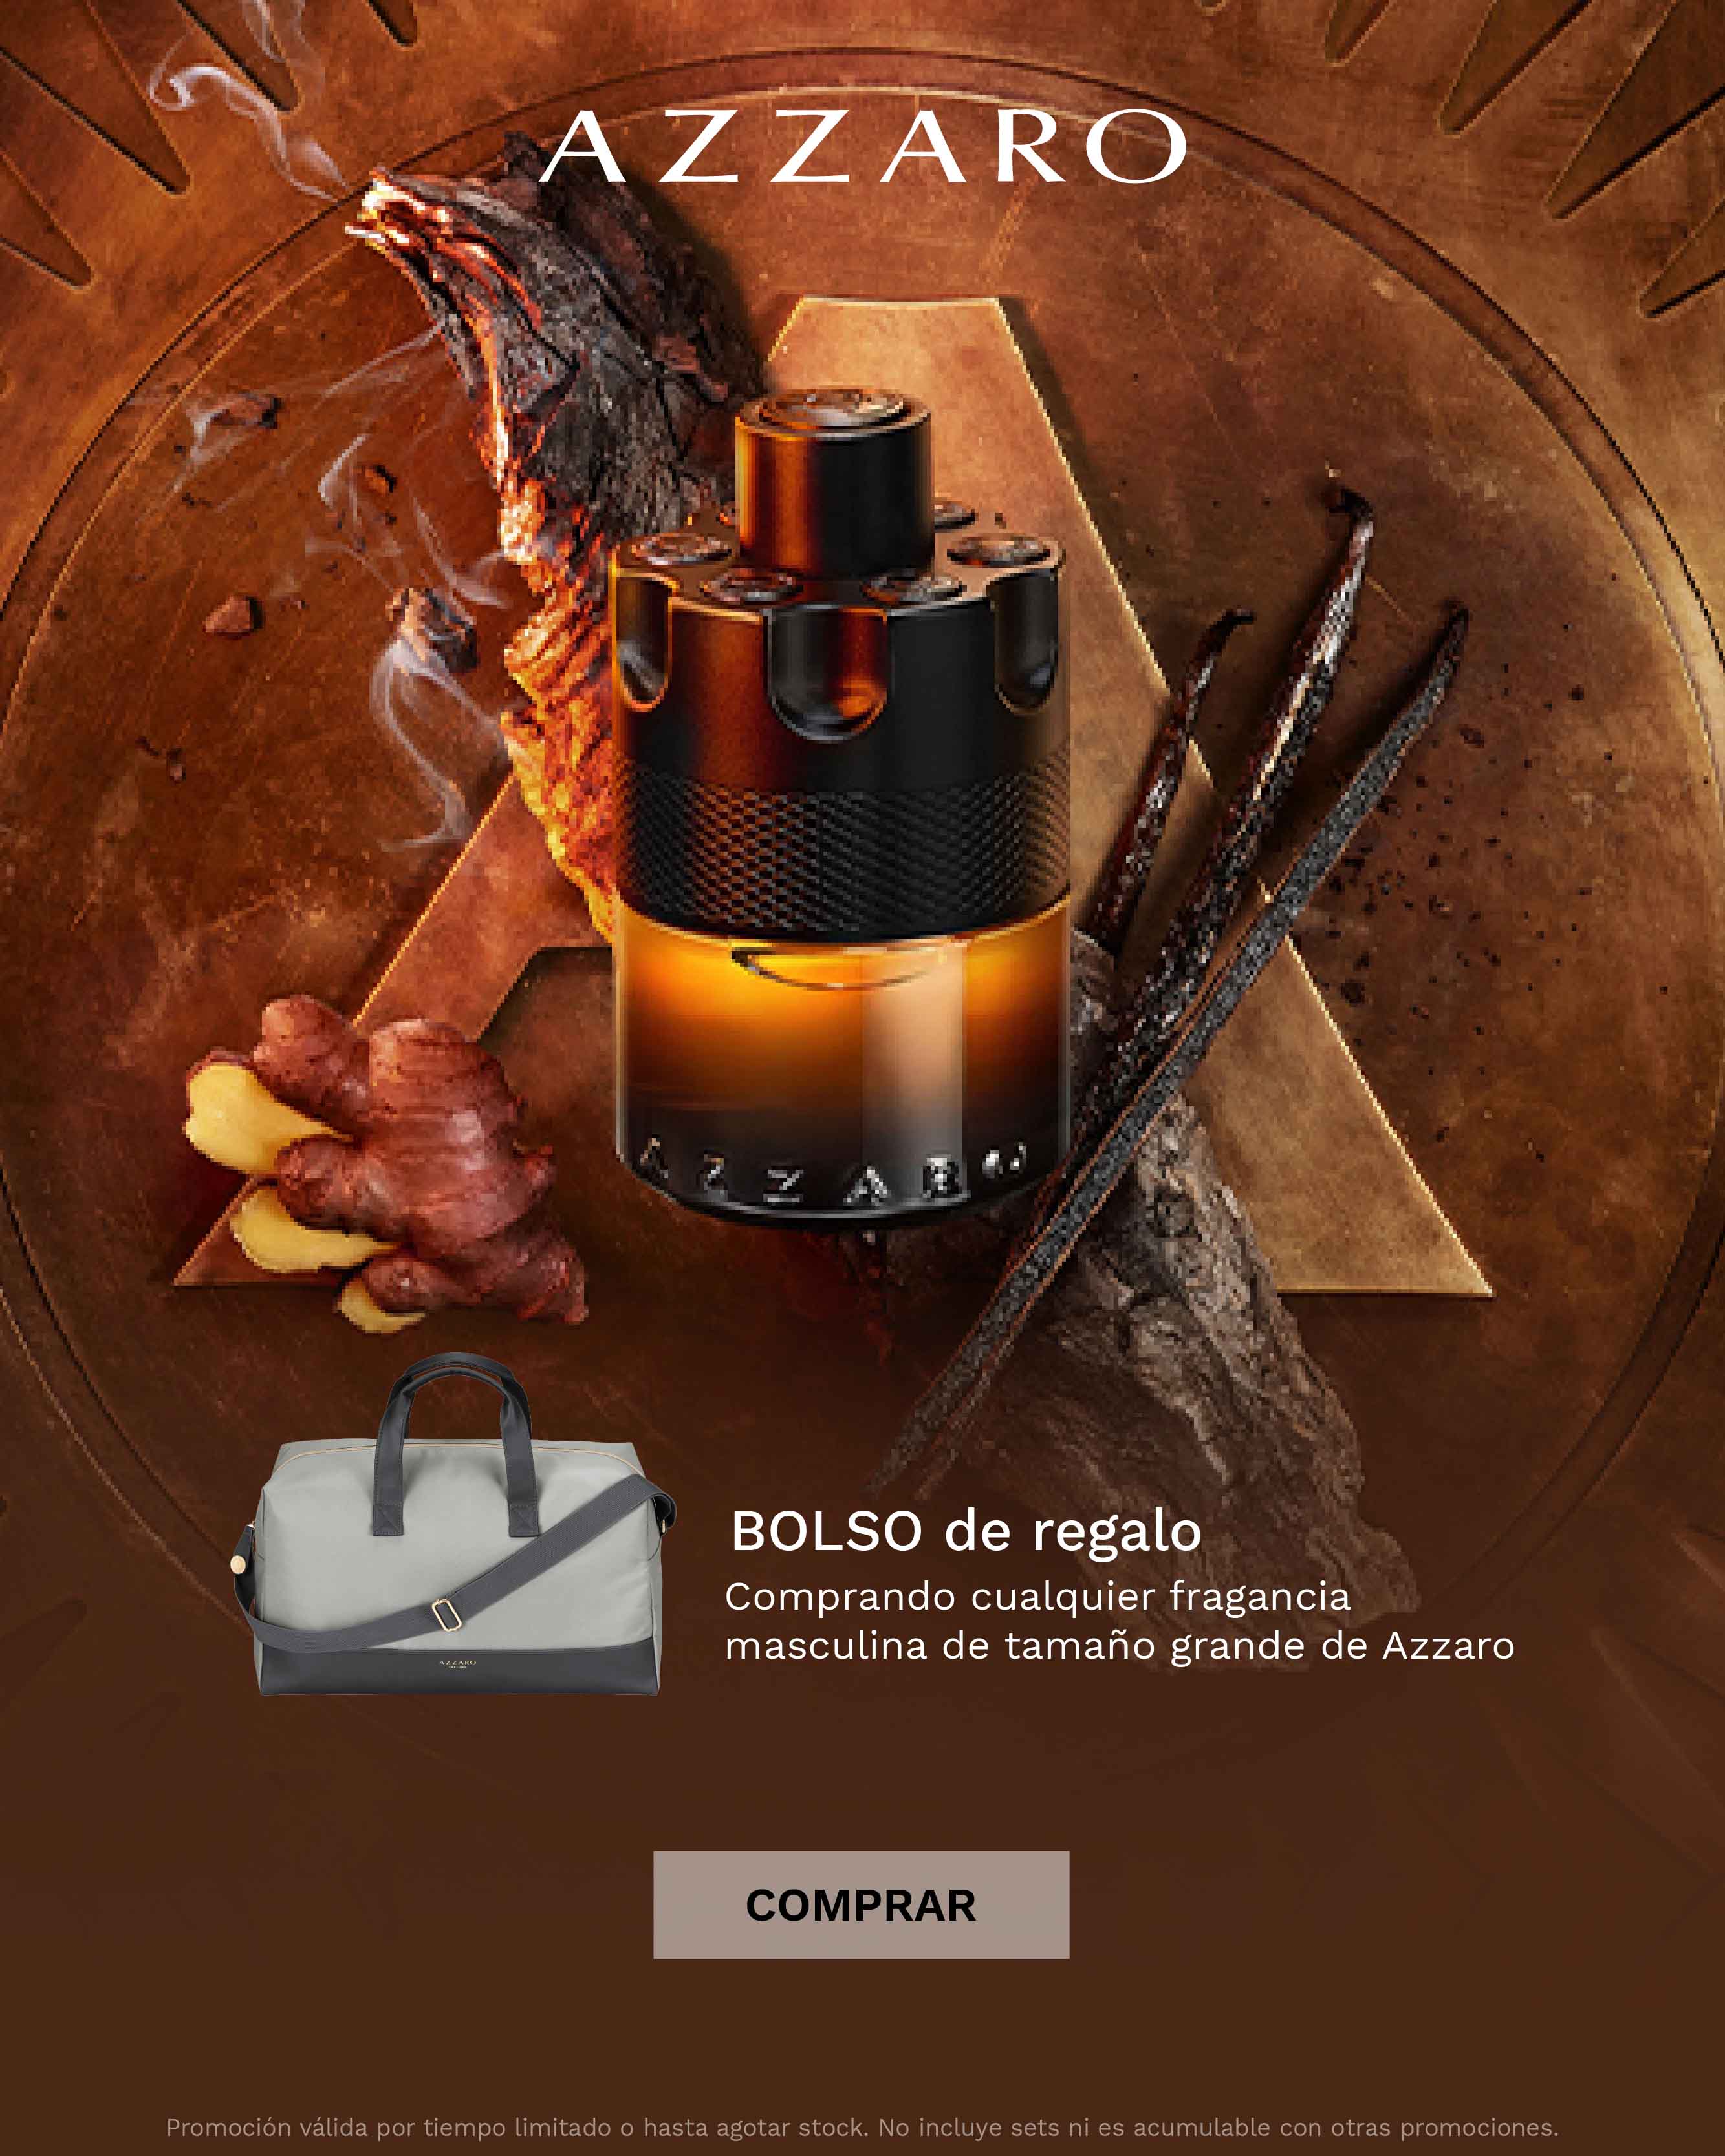 AZZARO
AZZARO
BOLSO de regalo
Comprando cualquier fragancia
masculina de tamaño grande de Azzaro
AZZARO
COMPRAR
Promoción válida por tiempo limitado o hasta agotar stock. No incluye sets ni es acumulable con otras promociones.